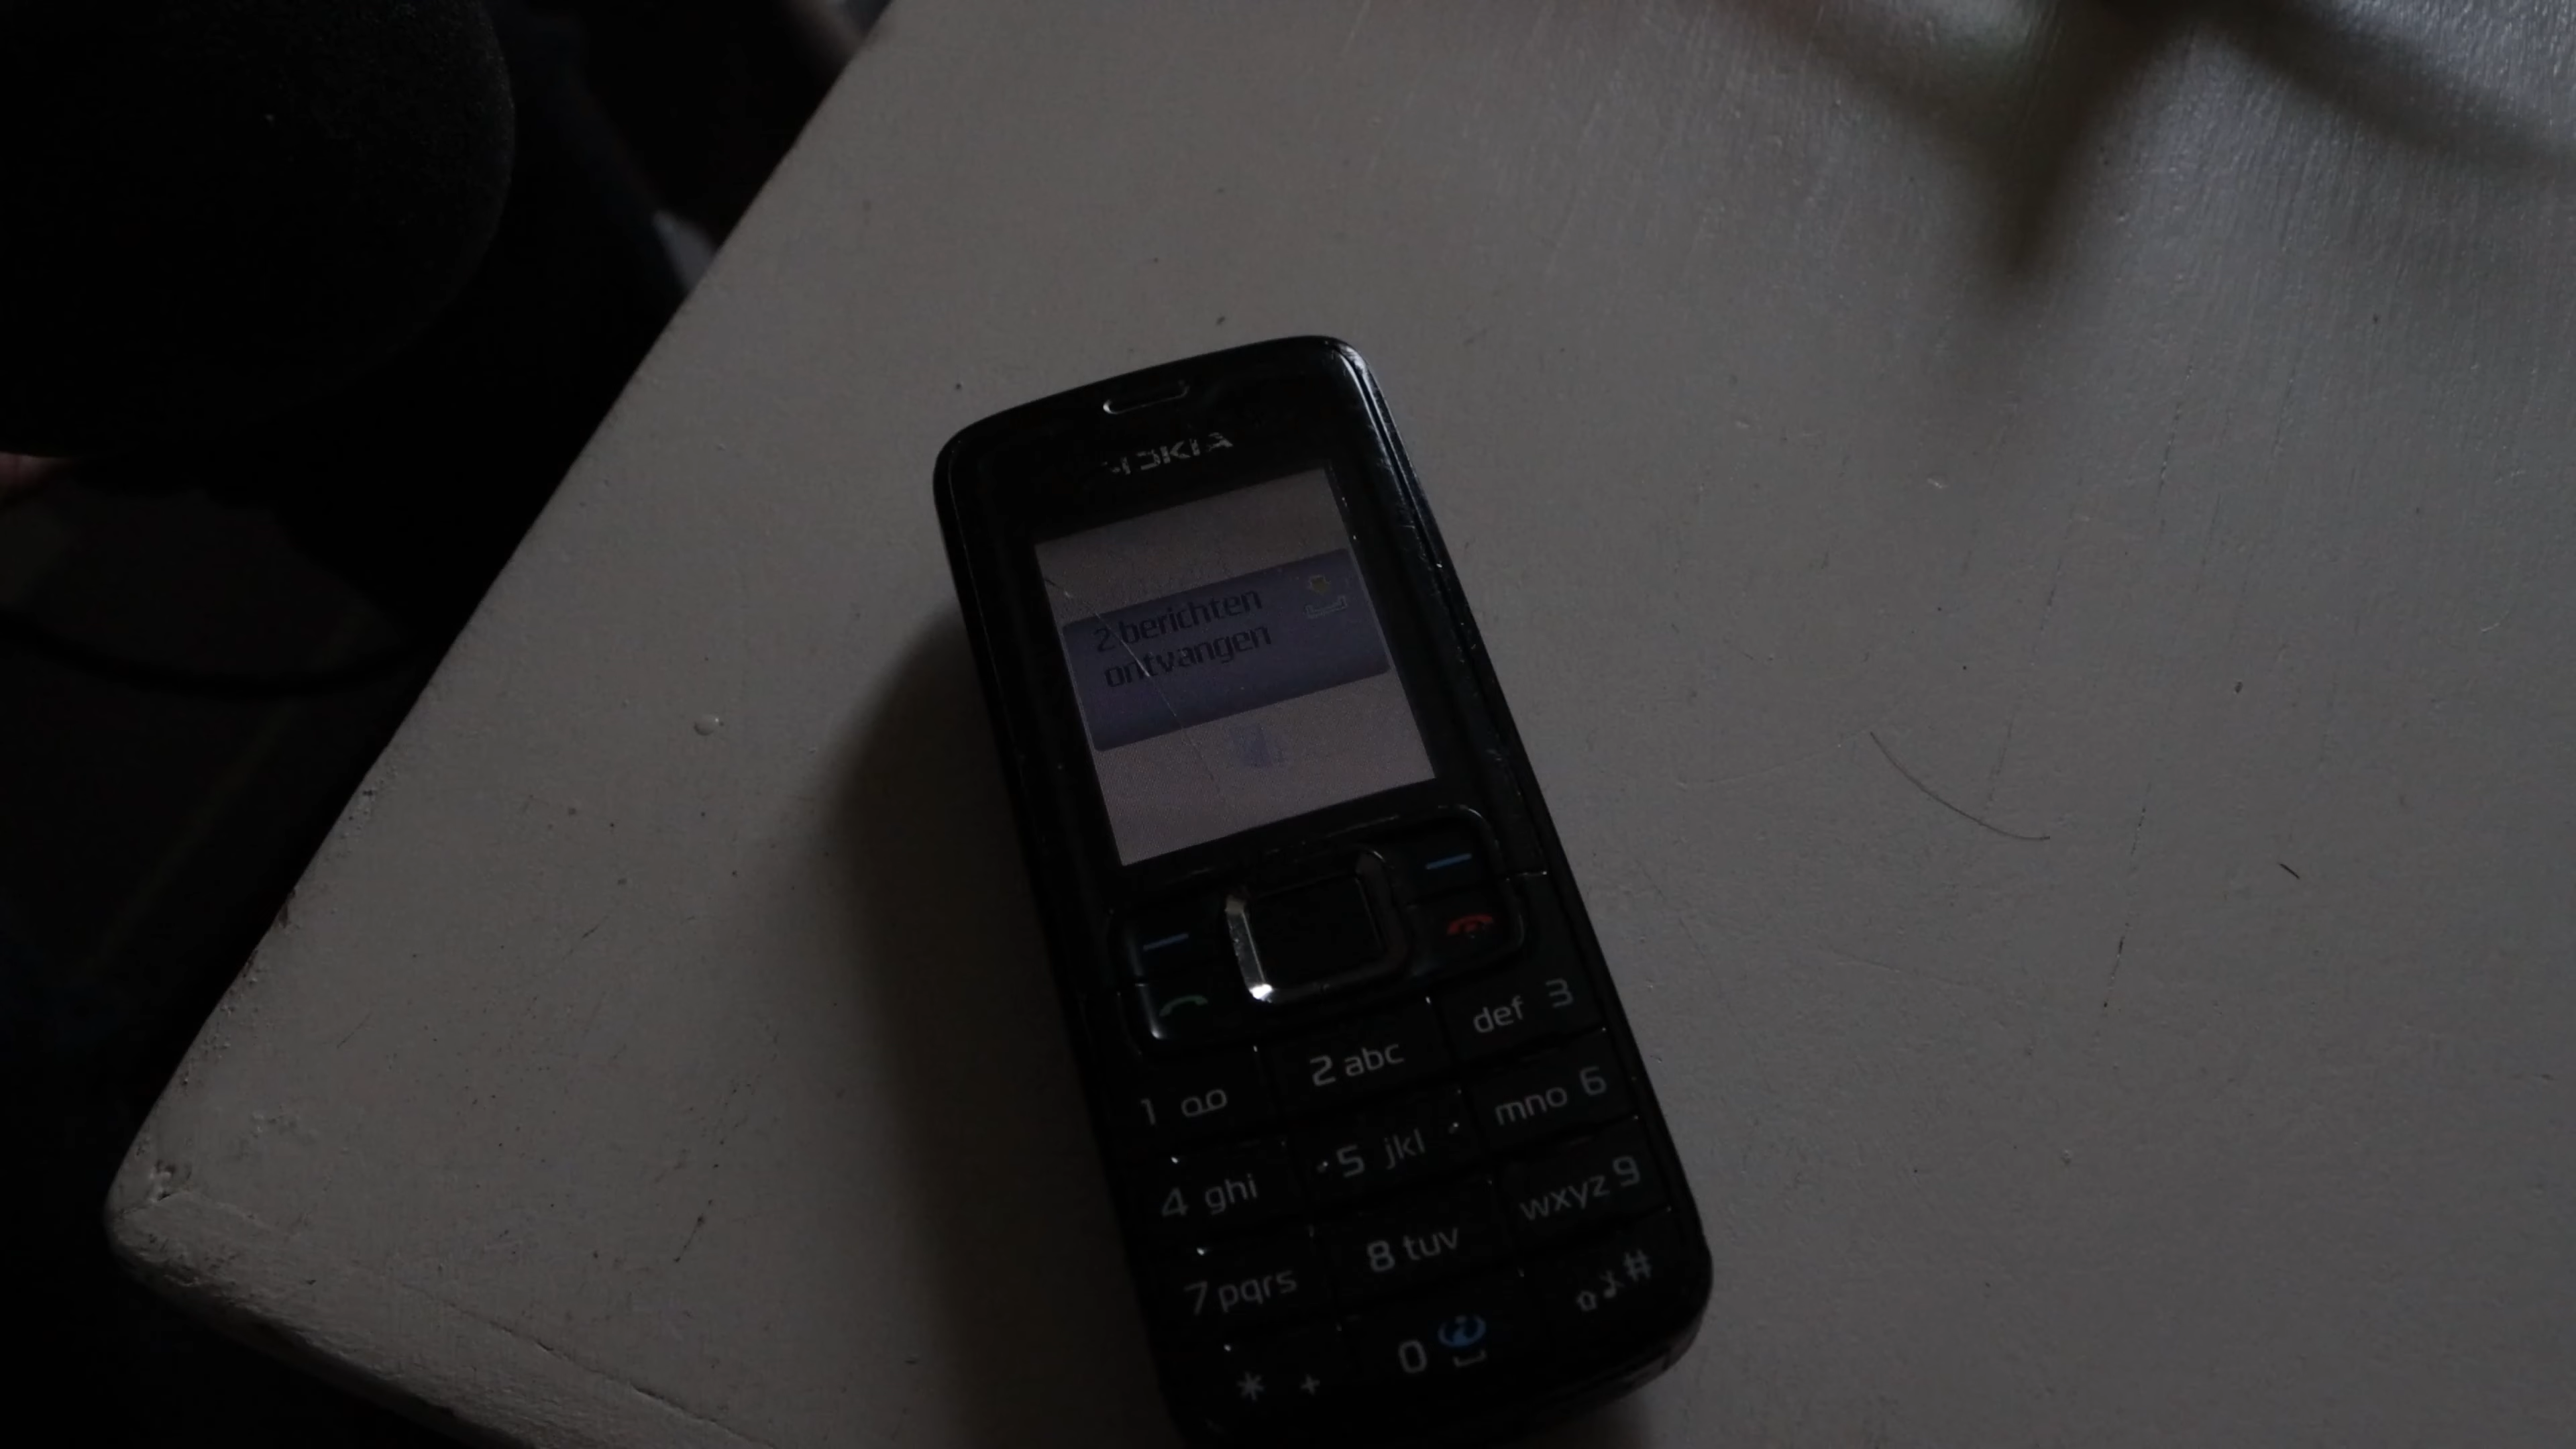 NOKIA
2 berichten
ontvangen
def 3
2 abc
1
mno 6
5 jkl
4 ghi
wxyz 9
8 tuv
7 pqrs
#
0
* +